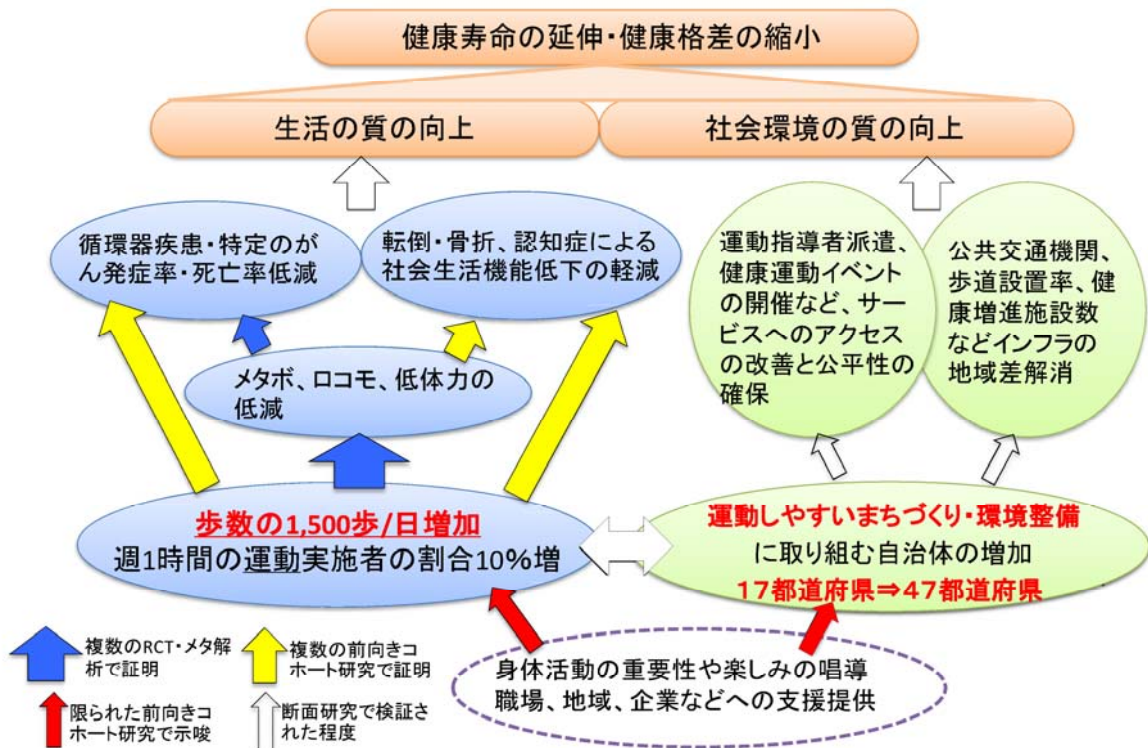 健康寿命の延伸・健康格差の縮小
生活の質の向上
社会環境の質の向上
循環器疾患・特定のが
ん発症率・死亡率低減
転倒・骨折、認知症による
社会生活機能低下の軽減
運動指導者派遣、
健康運動イベント
の開催など、サー
ビスへのアクセス
の改善と公平性の
確保
公共交通機関、
歩道設置率、健
康増進施設数
などインフラの
地域差解消
メタボ、ロコモ、低体力の
低減
歩数の1,500歩/日増加
週1時間の運動実施者の割合10%増
運動しやすいまちづくり・環境整備
に取り組む自治体の増加
17都道府県⇒47都道府県
身体活動の重要性や楽しみの唱導
職場、地域、企業などへの支援提供
複数のRCT・メタ解
析で証明
複数の前向きコ
ホート研究で証明
限られた前向きコ
ホート研究で示唆
断面研究で検証さ
れた程度